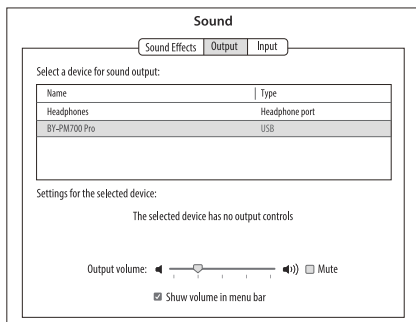 Sound
Sound Effects Output Input
Select a device for sound output:
Name Type
Headphones Headphone port
BY-PM700 Pro USB
Settings for the selected device:
The selected device has no output controls
Output volume: Mute
Shuw volume in menu bar